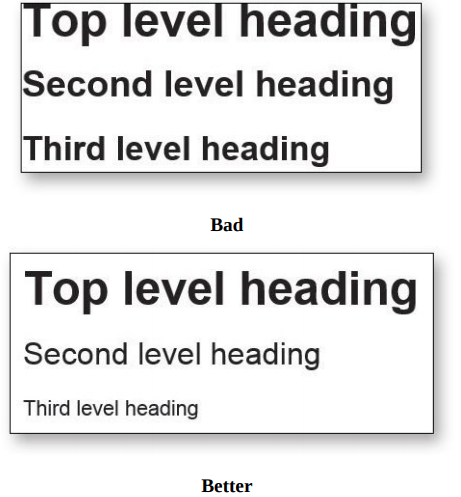 Top level heading
Second level heading
Third level heading
Bad
Top level heading
Second level heading
Third level heading
Better